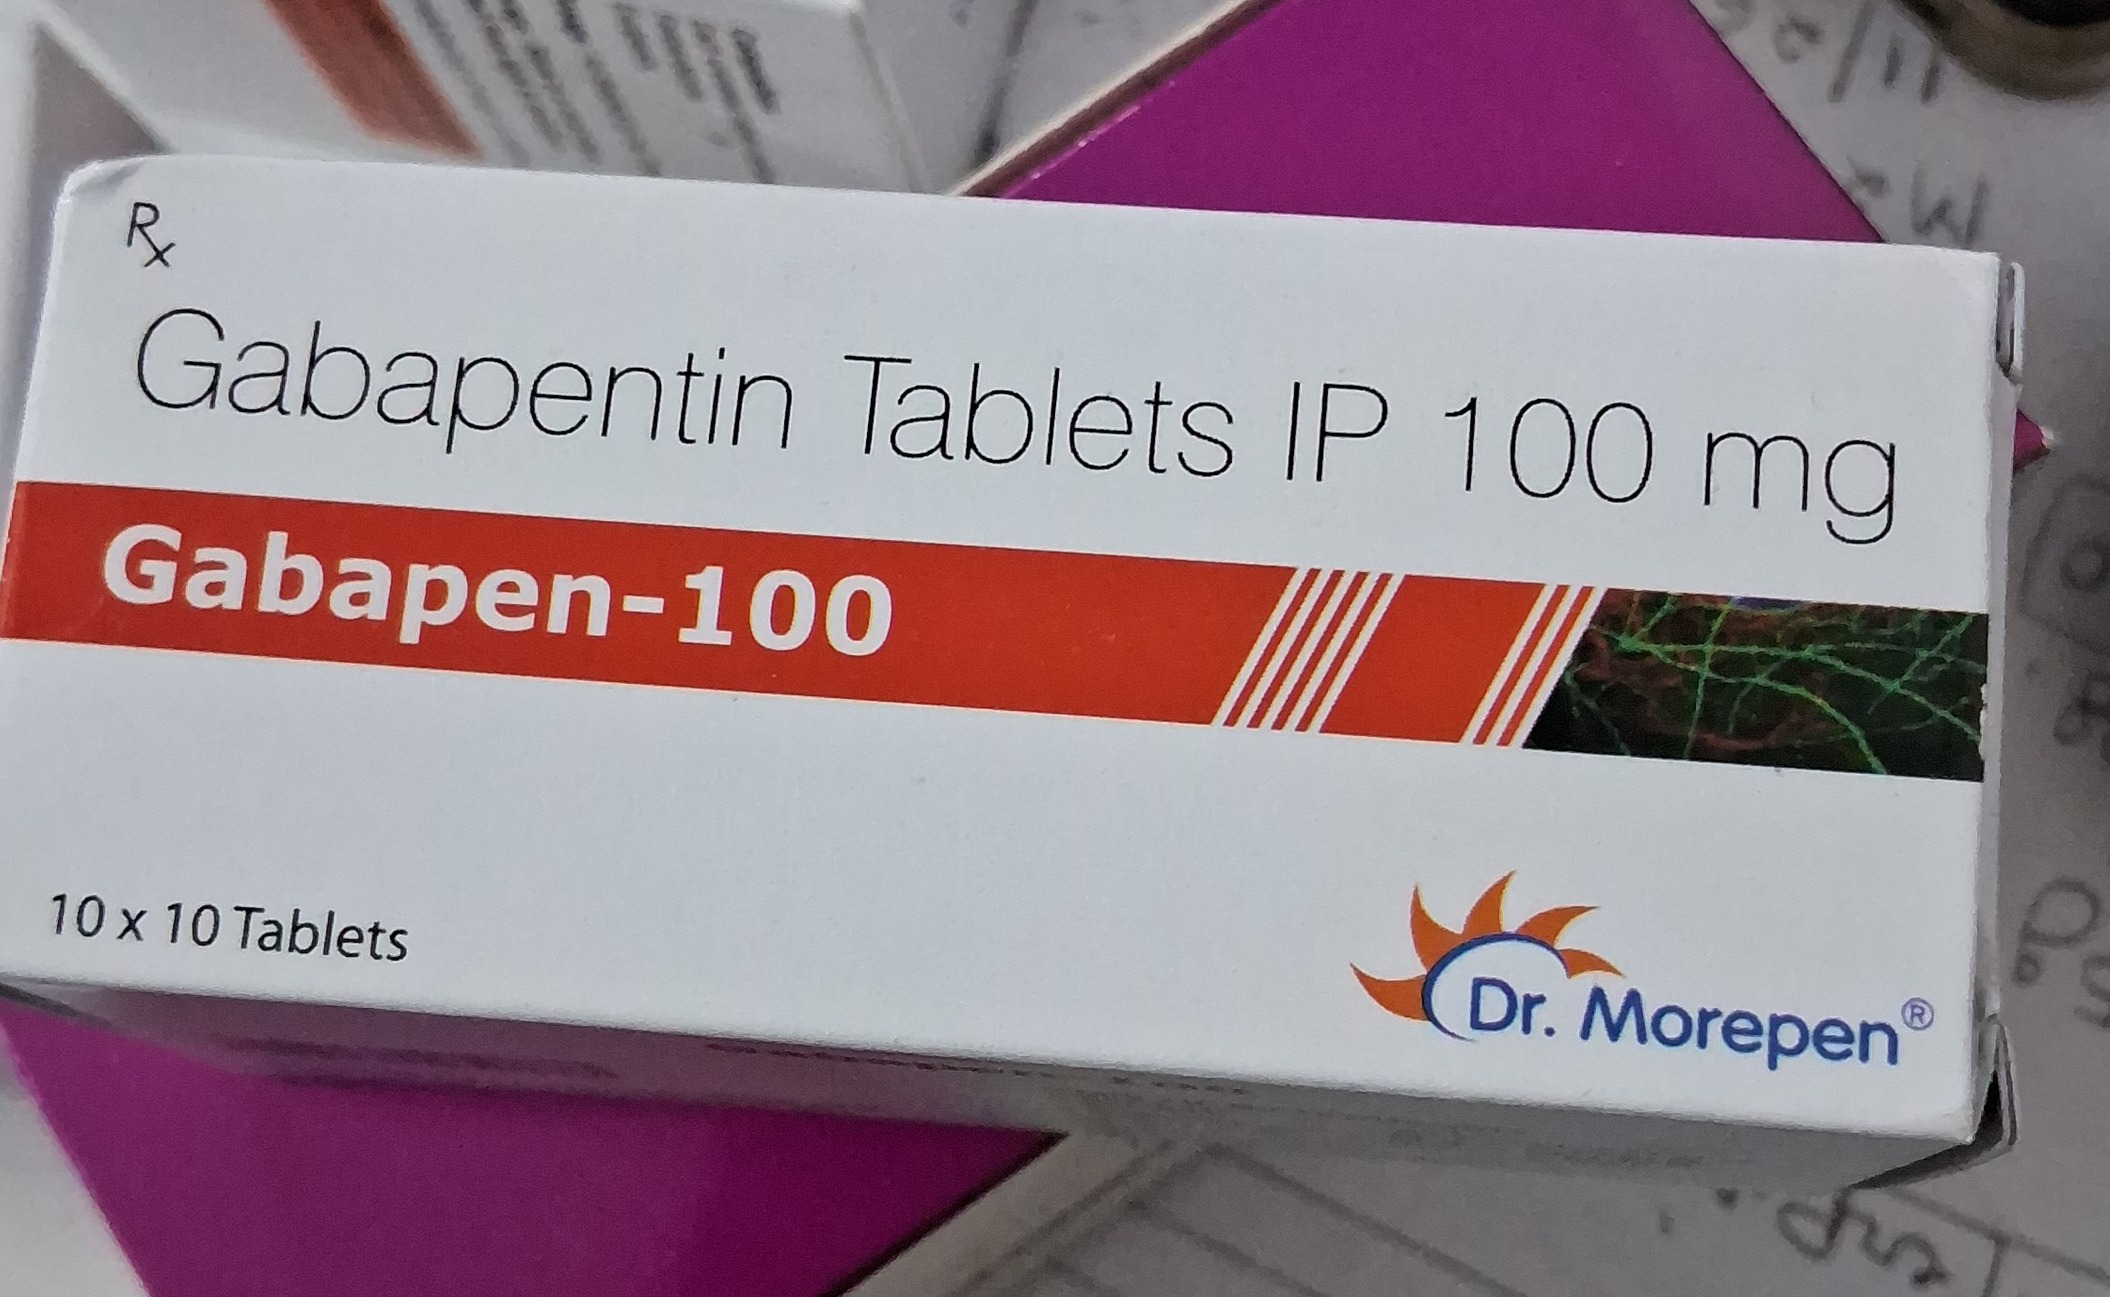 Rx
Gabapentin Tablets IP 100 mg
Gabapen-100
10 x 10 Tablets
Dr. Morepen®